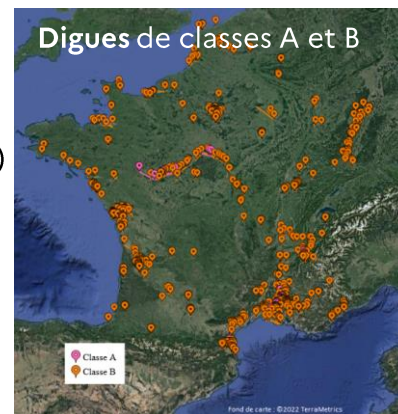 Digues de classes A et B
)
Classe A
Classe B
Fond de carte : ©2022 TerraMetrics